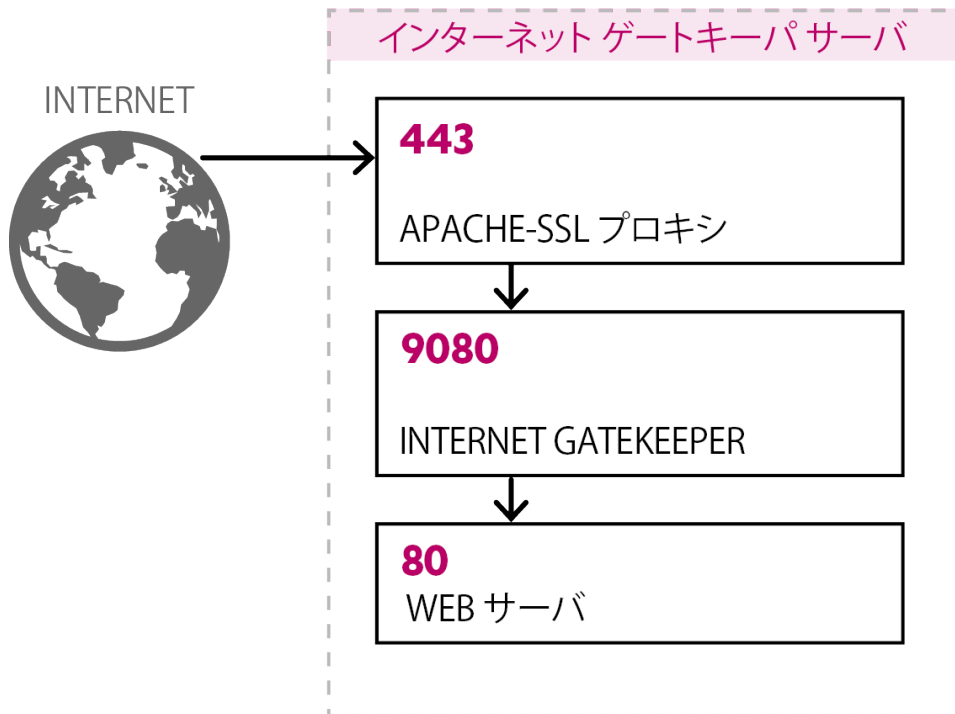 インターネット ゲートキーパ サーバ
INTERNET
443
APACHE-SSL プロキシ
9080
INTERNET GATEKEEPER
80
WEB サーバ